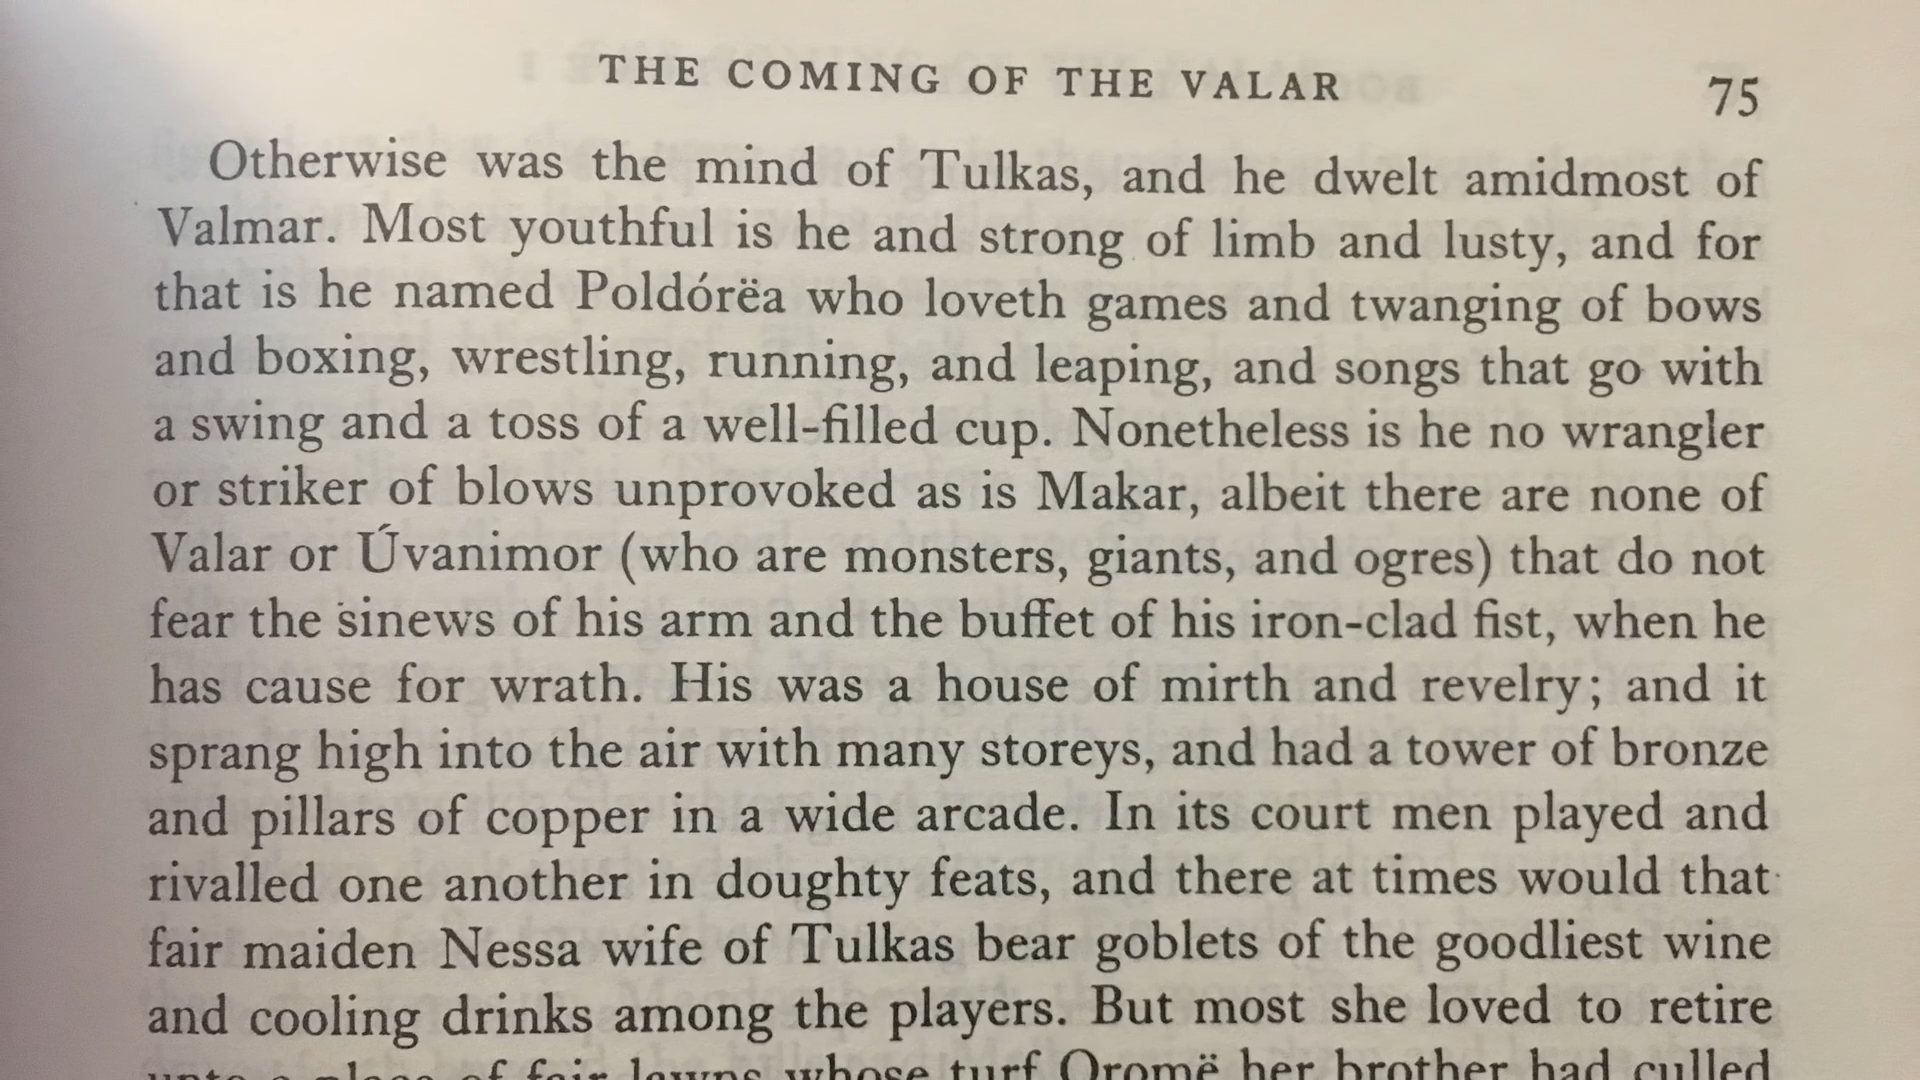 THE COMING OF THE VALAR 75
Otherwise was the mind of Tulkas, and he dwelt amidmost of
Valmar. Most youthful is he and strong of limb and lusty, and for
that is he named Poldórëa who loveth games and twanging of bows
and boxing, wrestling, running, and leaping, and songs that go with
a swing and a toss of a well-filled cup. Nonetheless is he no wrangler
or striker of blows unprovoked as is Makar, albeit there are none of
Valar or Úvanimor (who are monsters, giants, and ogres) that do not
fear the sinews of his arm and the buffet of his iron-clad fist, when he
has cause for wrath. His was a house of mirth and revelry; and it
sprang high into the air with many storeys, and had a tower of bronze
and pillars of copper in a wide arcade. In its court men played and
rivalled one another in doughty feats, and there at times would that
fair maiden Nessa wife of Tulkas bear goblets of the goodliest wine
and cooling drinks among the players. But most she loved to retire
unto a place of fair lawns whose turf Oromë her brother had culled